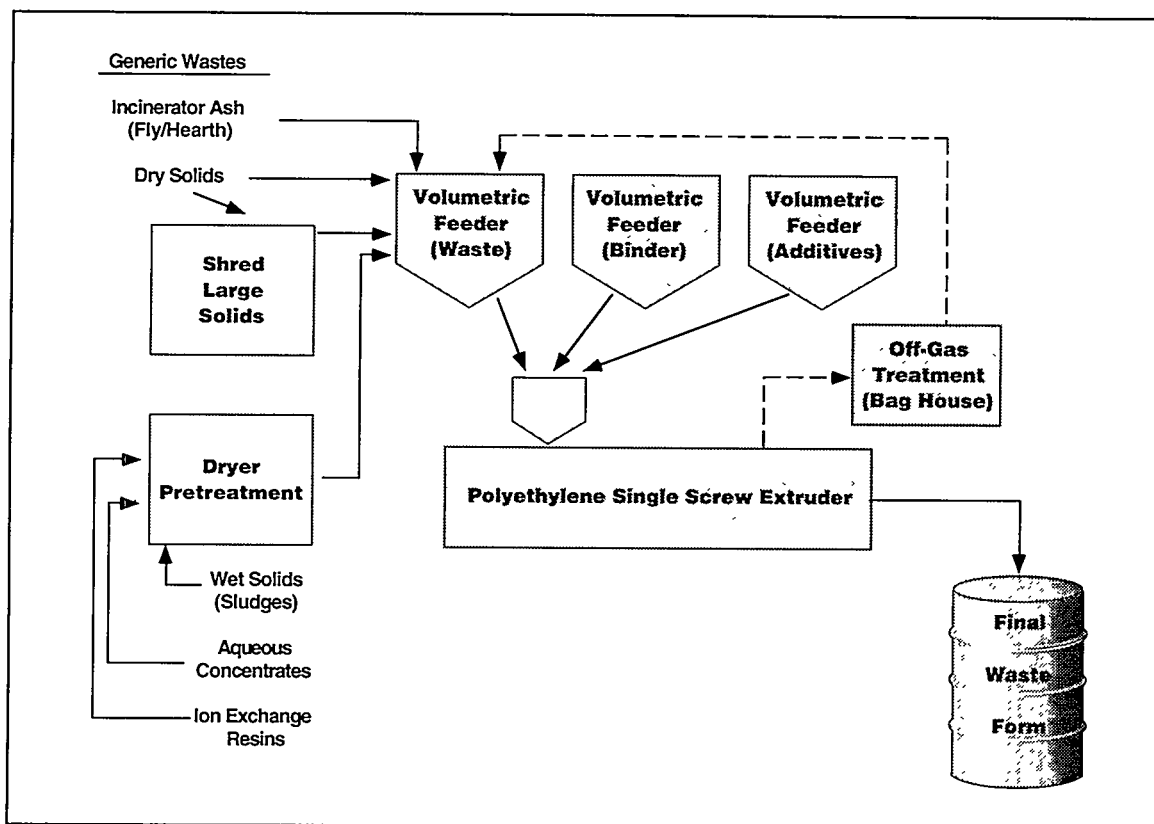 Generic Wastes
Incinerator Ash
(Fly/Hearth)
Dry Solids
Shred
Large
Solids
Dryer
Pretreatment
Wet Solids
(Sludges)
Aqueous
Concentrates
Ion Exchange
Resins
Volumetric
Feeder
(Waste)
Volumetric
Feeder
(Binder)
Volumetric
Feeder
(Additives)
Off-Gas
Treatment
(Bag House)
Polyethylene Single Screw Extruder
Final
Waste
Form